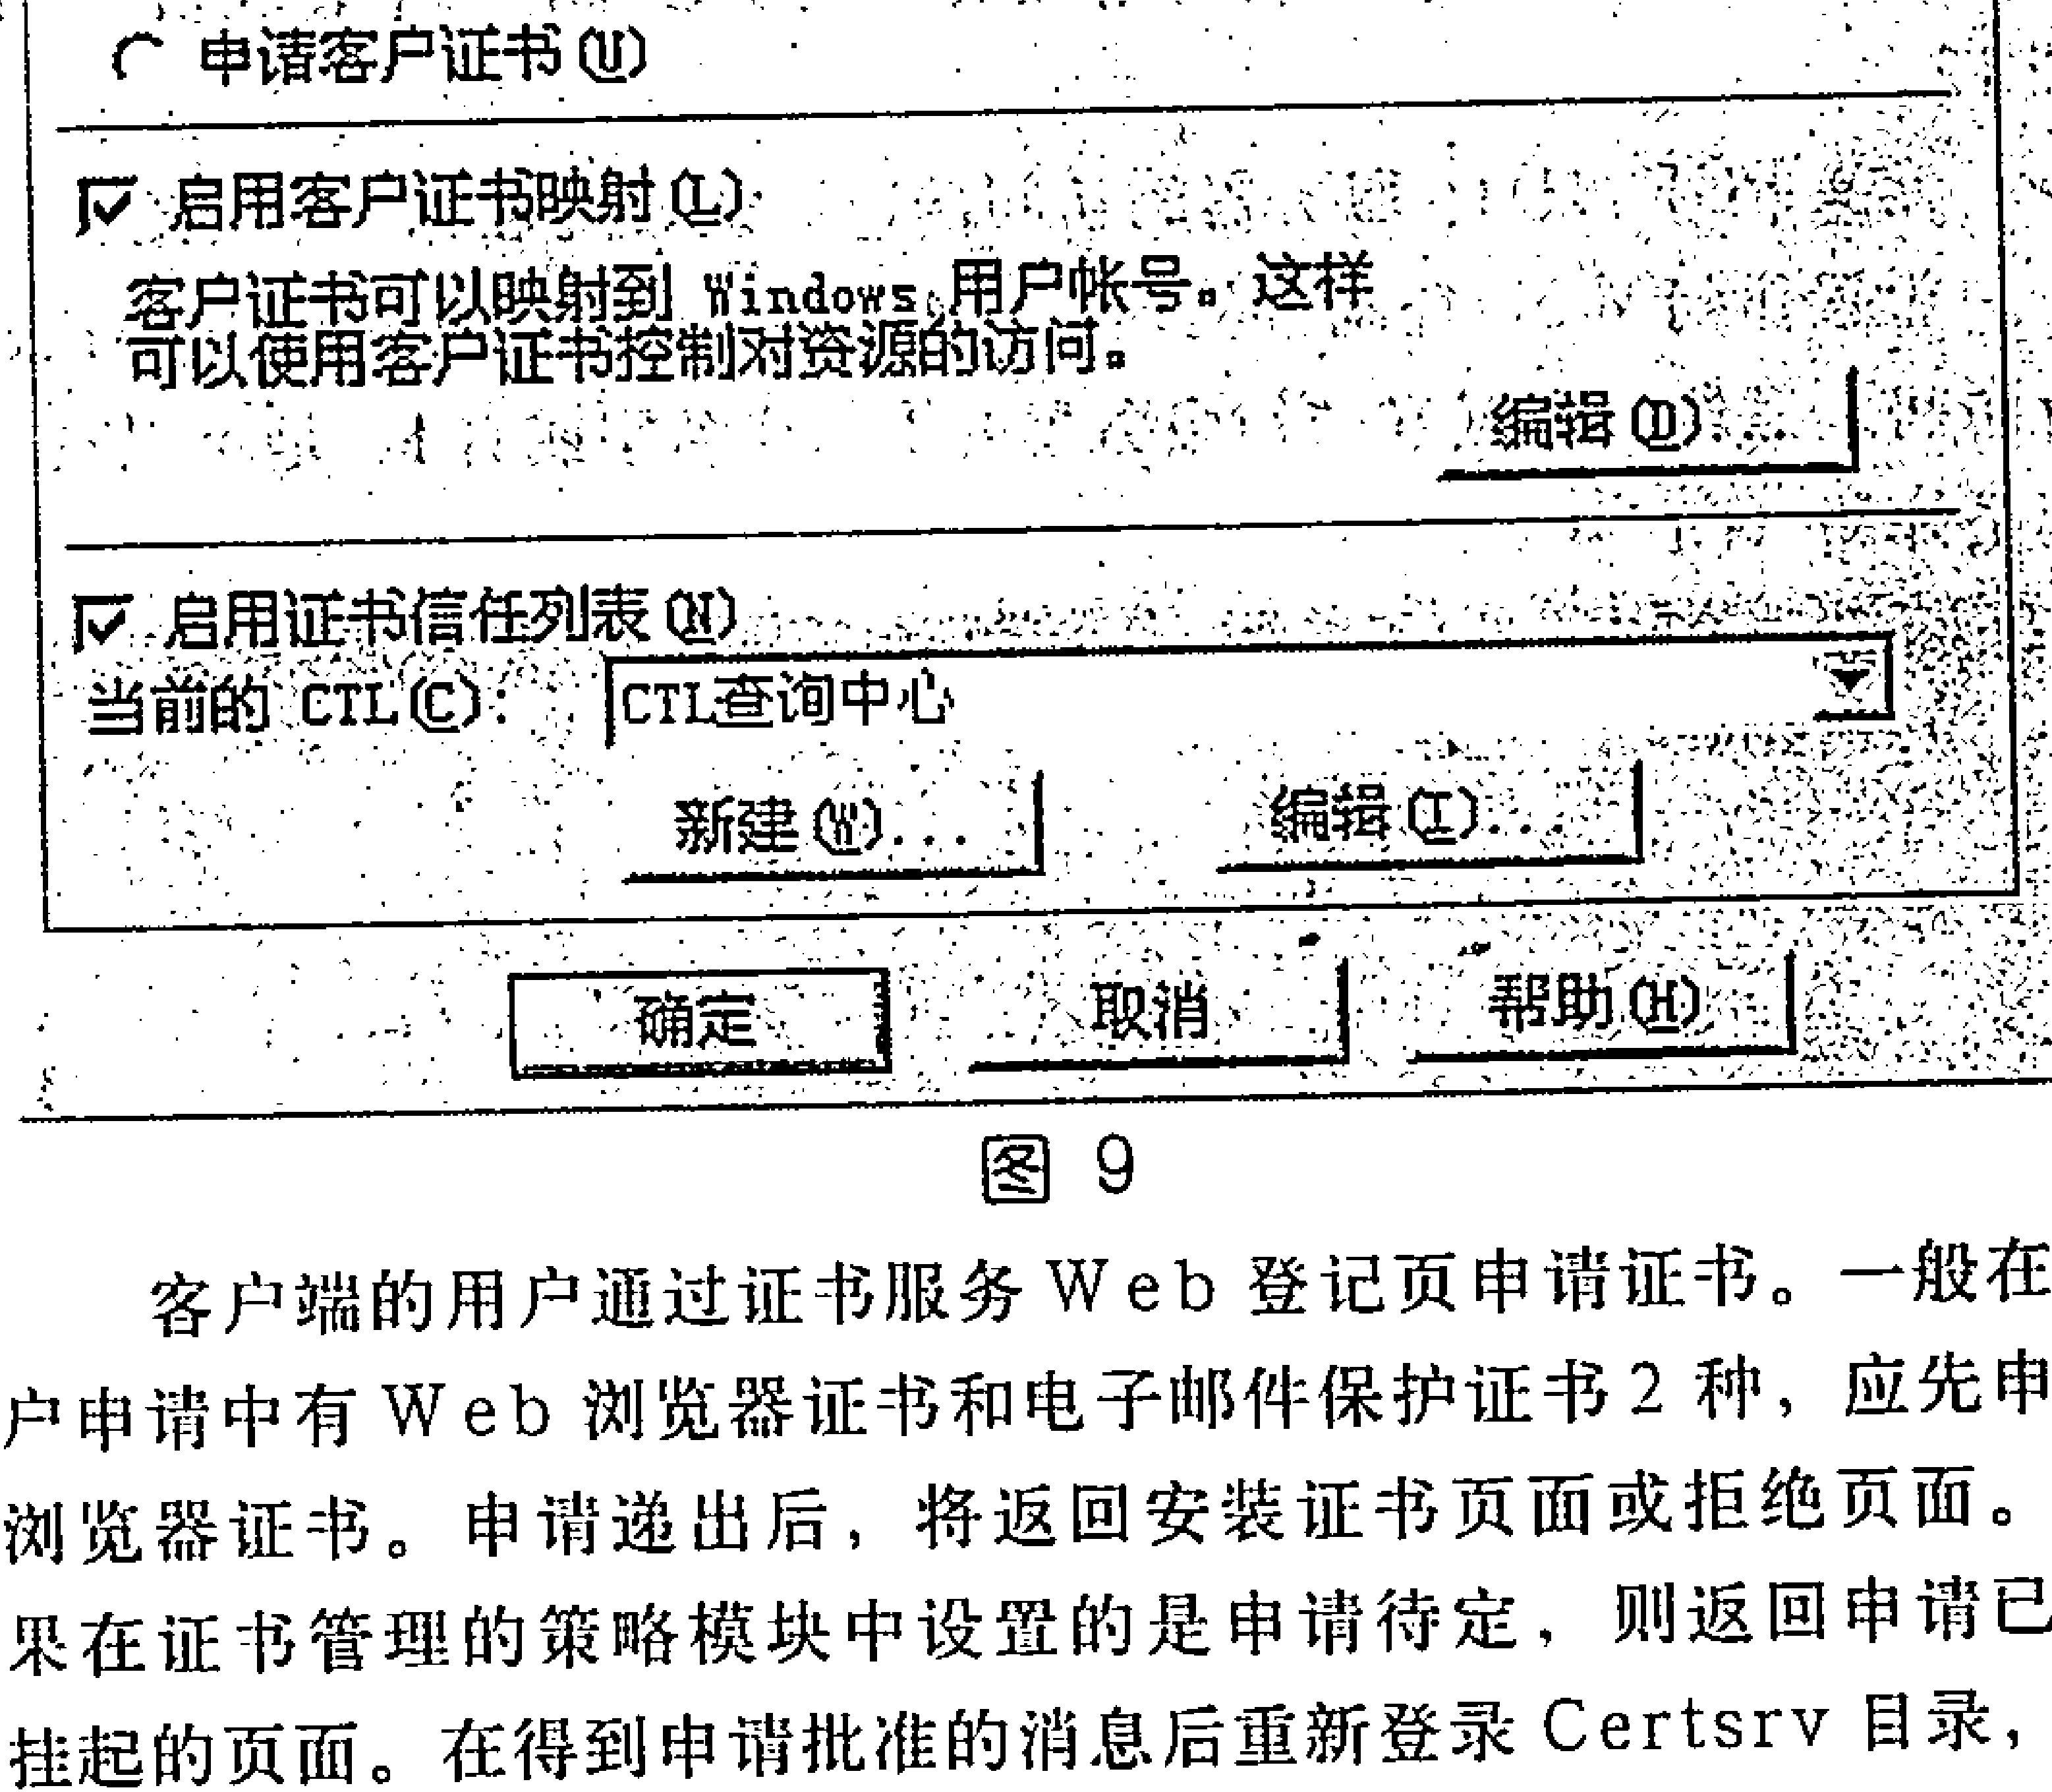 申请客户证书(U)
启用客户证书映射(L)
客户证书可以映射到 Windows 用户帐号。这样
可以使用客户证书控制对资源的访问。
编辑(D)...
启用证书信任列表(N)
当前的 CTL(C): CTL查询中心
新建(W)... 编辑(I)...
确定 取消 帮助(H)
图 9
客户端的用户通过证书服务 Web 登记页申请证书。一般在
户申请中有 Web 浏览器证书和电子邮件保护证书 2 种，应先申
浏览器证书。申请递出后，将返回安装证书页面或拒绝页面。
果在证书管理的策略模块中设置的是申请待定，则返回申请已
挂起的页面。在得到申请批准的消息后重新登录 Certsrv 目录，